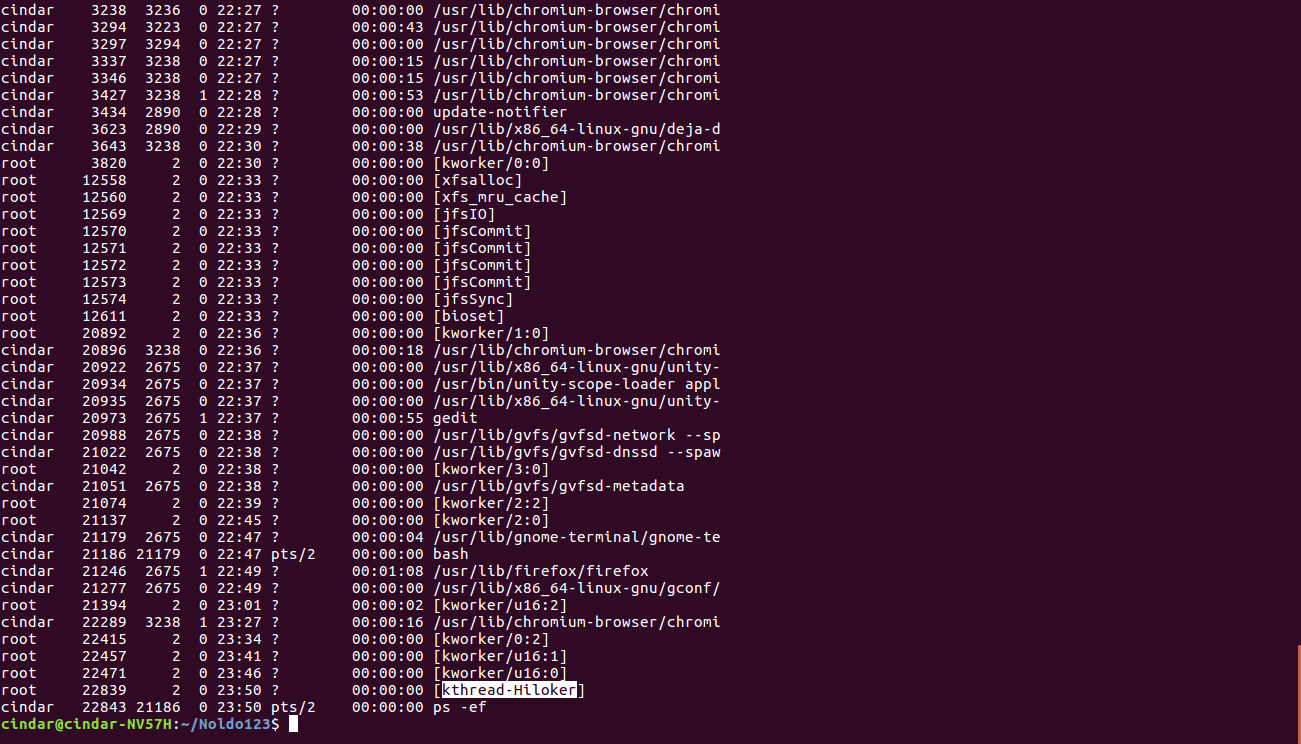 cindar    3238  3236  0 22:27 ?        00:00:00 /usr/lib/chromium-browser/chromi
cindar    3294  3223  0 22:27 ?        00:00:43 /usr/lib/chromium-browser/chromi
cindar    3297  3294  0 22:27 ?        00:00:00 /usr/lib/chromium-browser/chromi
cindar    3337  3238  0 22:27 ?        00:00:15 /usr/lib/chromium-browser/chromi
cindar    3346  3238  0 22:27 ?        00:00:15 /usr/lib/chromium-browser/chromi
cindar    3427  3238  1 22:28 ?        00:00:53 /usr/lib/chromium-browser/chromi
cindar    3434  2890  0 22:28 ?        00:00:00 update-notifier
cindar    3623  2890  0 22:29 ?        00:00:00 /usr/lib/x86_64-linux-gnu/deja-d
cindar    3643  3238  0 22:30 ?        00:00:38 /usr/lib/chromium-browser/chromi
root      3820     2  0 22:30 ?        00:00:00 [kworker/0:0]
root     12558     2  0 22:33 ?        00:00:00 [xfsalloc]
root     12560     2  0 22:33 ?        00:00:00 [xfs_mru_cache]
root     12569     2  0 22:33 ?        00:00:00 [jfsIO]
root     12570     2  0 22:33 ?        00:00:00 [jfsCommit]
root     12571     2  0 22:33 ?        00:00:00 [jfsCommit]
root     12572     2  0 22:33 ?        00:00:00 [jfsCommit]
root     12573     2  0 22:33 ?        00:00:00 [jfsCommit]
root     12574     2  0 22:33 ?        00:00:00 [jfsSync]
root     12611     2  0 22:33 ?        00:00:00 [bioset]
root     20892     2  0 22:36 ?        00:00:00 [kworker/1:0]
cindar   20896  3238  0 22:36 ?        00:00:18 /usr/lib/chromium-browser/chromi
cindar   20922  2675  0 22:37 ?        00:00:00 /usr/lib/x86_64-linux-gnu/unity-
cindar   20934  2675  0 22:37 ?        00:00:00 /usr/bin/unity-scope-loader appl
cindar   20935  2675  0 22:37 ?        00:00:00 /usr/lib/x86_64-linux-gnu/unity-
cindar   20973  2675  1 22:37 ?        00:00:55 gedit
cindar   20988  2675  0 22:38 ?        00:00:00 /usr/lib/gvfs/gvfsd-network --sp
cindar   21022  2675  0 22:38 ?        00:00:00 /usr/lib/gvfs/gvfsd-dnssd --spaw
root     21042     2  0 22:38 ?        00:00:00 [kworker/3:0]
cindar   21051  2675  0 22:38 ?        00:00:00 /usr/lib/gvfs/gvfsd-metadata
root     21074     2  0 22:39 ?        00:00:00 [kworker/2:2]
root     21137     2  0 22:45 ?        00:00:00 [kworker/2:0]
cindar   21179  2675  0 22:47 ?        00:00:04 /usr/lib/gnome-terminal/gnome-te
cindar   21186 21179  0 22:47 pts/2    00:00:00 bash
cindar   21246  2675  1 22:49 ?        00:01:08 /usr/lib/firefox/firefox
cindar   21277  2675  0 22:49 ?        00:00:00 /usr/lib/x86_64-linux-gnu/gconf/
root     21394     2  0 23:01 ?        00:00:02 [kworker/u16:2]
cindar   22289  3238  1 23:27 ?        00:00:16 /usr/lib/chromium-browser/chromi
root     22415     2  0 23:34 ?        00:00:00 [kworker/0:2]
root     22457     2  0 23:41 ?        00:00:00 [kworker/u16:1]
root     22471     2  0 23:46 ?        00:00:00 [kworker/u16:0]
root     22839     2  0 23:50 ?        00:00:00 [kthread-Hiloker]
cindar   22843 21186  0 23:50 pts/2    00:00:00 ps -ef
cindar@cindar-NV57H:~/Noldo123$